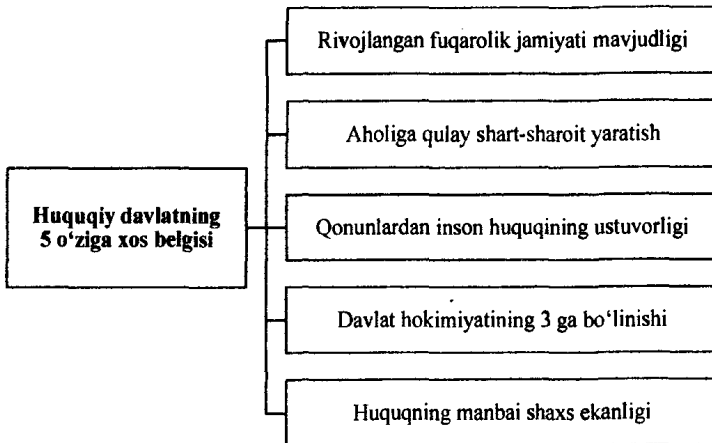 Rivojlangan fuqarolik jamiyati mavjudligi
Aholiga qulay shart-sharoit yaratish
Huquqiy davlatning
5 o‘ziga xos belgisi
Qonunlardan inson huquqining ustuvorligi
Davlat hokimiyatining 3 ga bo‘linishi
Huquqning manbai shaxs ekanligi